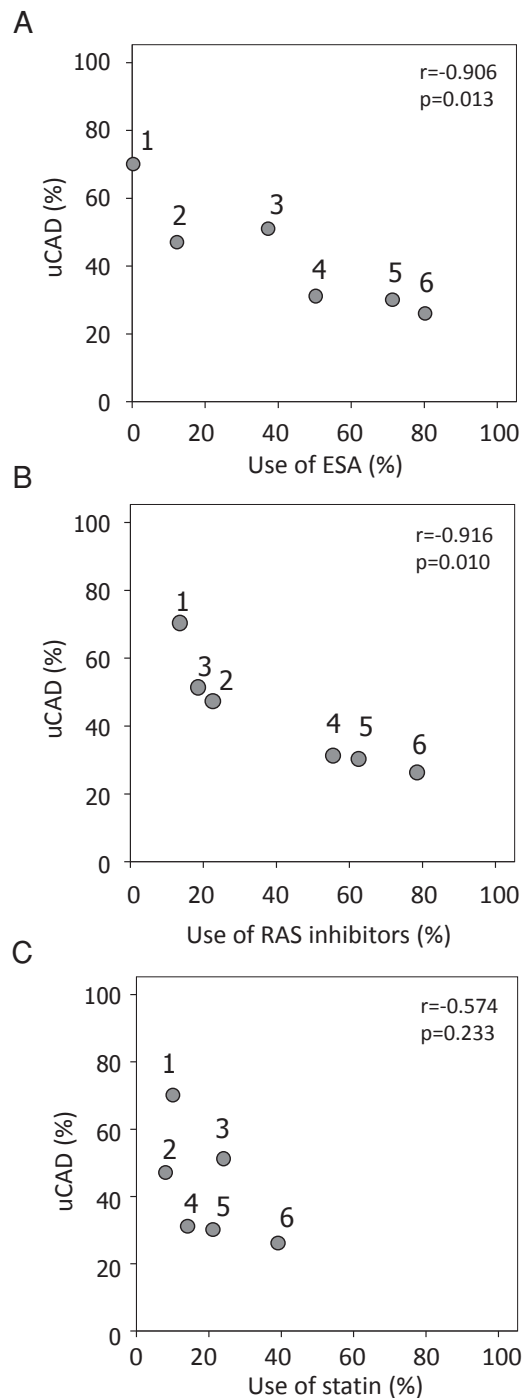 A
100
80
60
40
20
0
uCAD (%)
r=-0.906
p=0.013
1
2
3
4
5
6
0 20 40 60 80 100
Use of ESA (%)
B
100
80
60
40
20
0
uCAD (%)
r=-0.916
p=0.010
1
3
2
4
5
6
0 20 40 60 80 100
Use of RAS inhibitors (%)
C
100
80
60
40
20
0
uCAD (%)
r=-0.574
p=0.233
1
2
3
4
5
6
0 20 40 60 80 100
Use of statin (%)